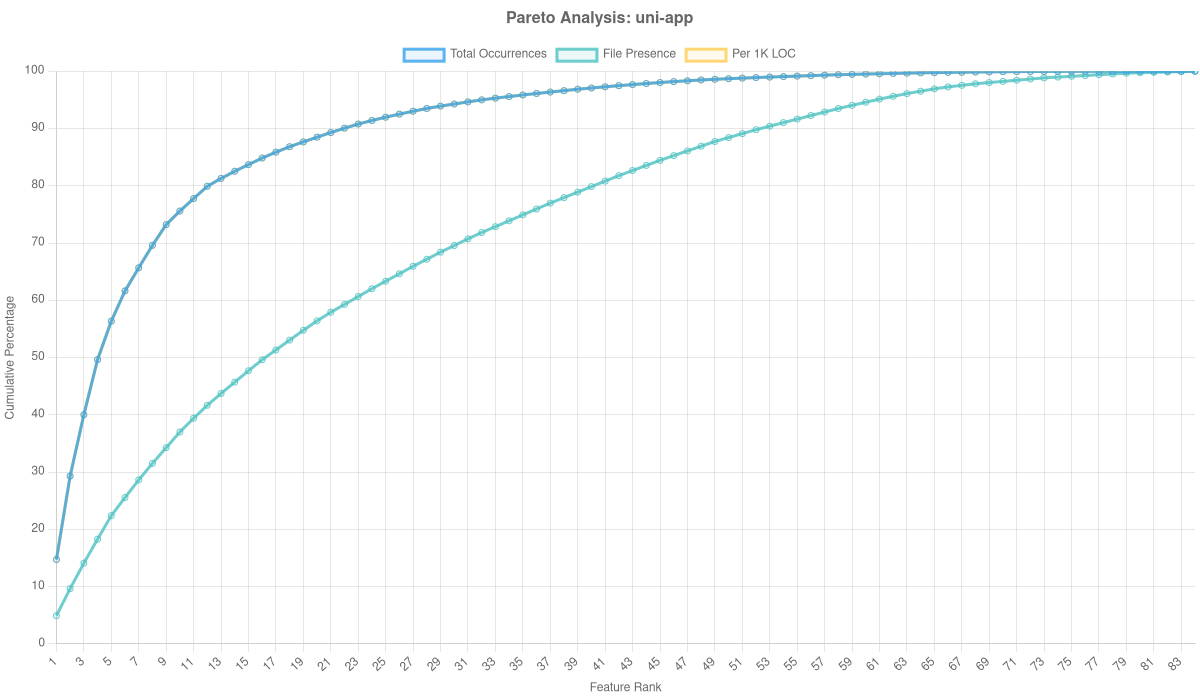 Pareto Analysis: uni-app
Total Occurrences File Presence Per 1K LOC
100
90
80
70
60
50
40
30
20
10
0
Cumulative Percentage
1 3 5 7 9 11 13 15 17 19 21 23 25 27 29 31 33 35 37 39 41 43 45 47 49 51 53 55 57 59 61 63 65 67 69 71 73 75 77 79 81 83
Feature Rank